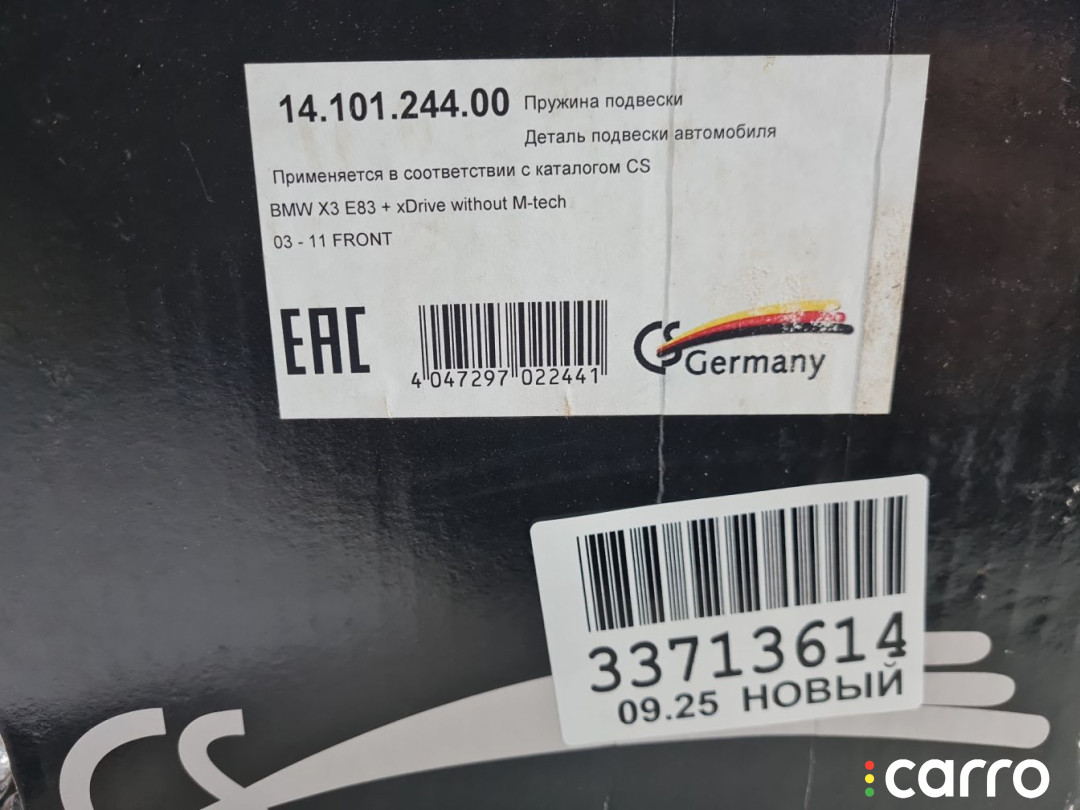 14.101.244.00 Пружина подвески
Деталь подвески автомобиля
Применяется в соответствии с каталогом CS
BMW X3 E83 + xDrive without M-tech
03 - 11 FRONT
EAC
4 047297 022441
CS Germany
33713614
09.25 НОВЫЙ
CS
carro